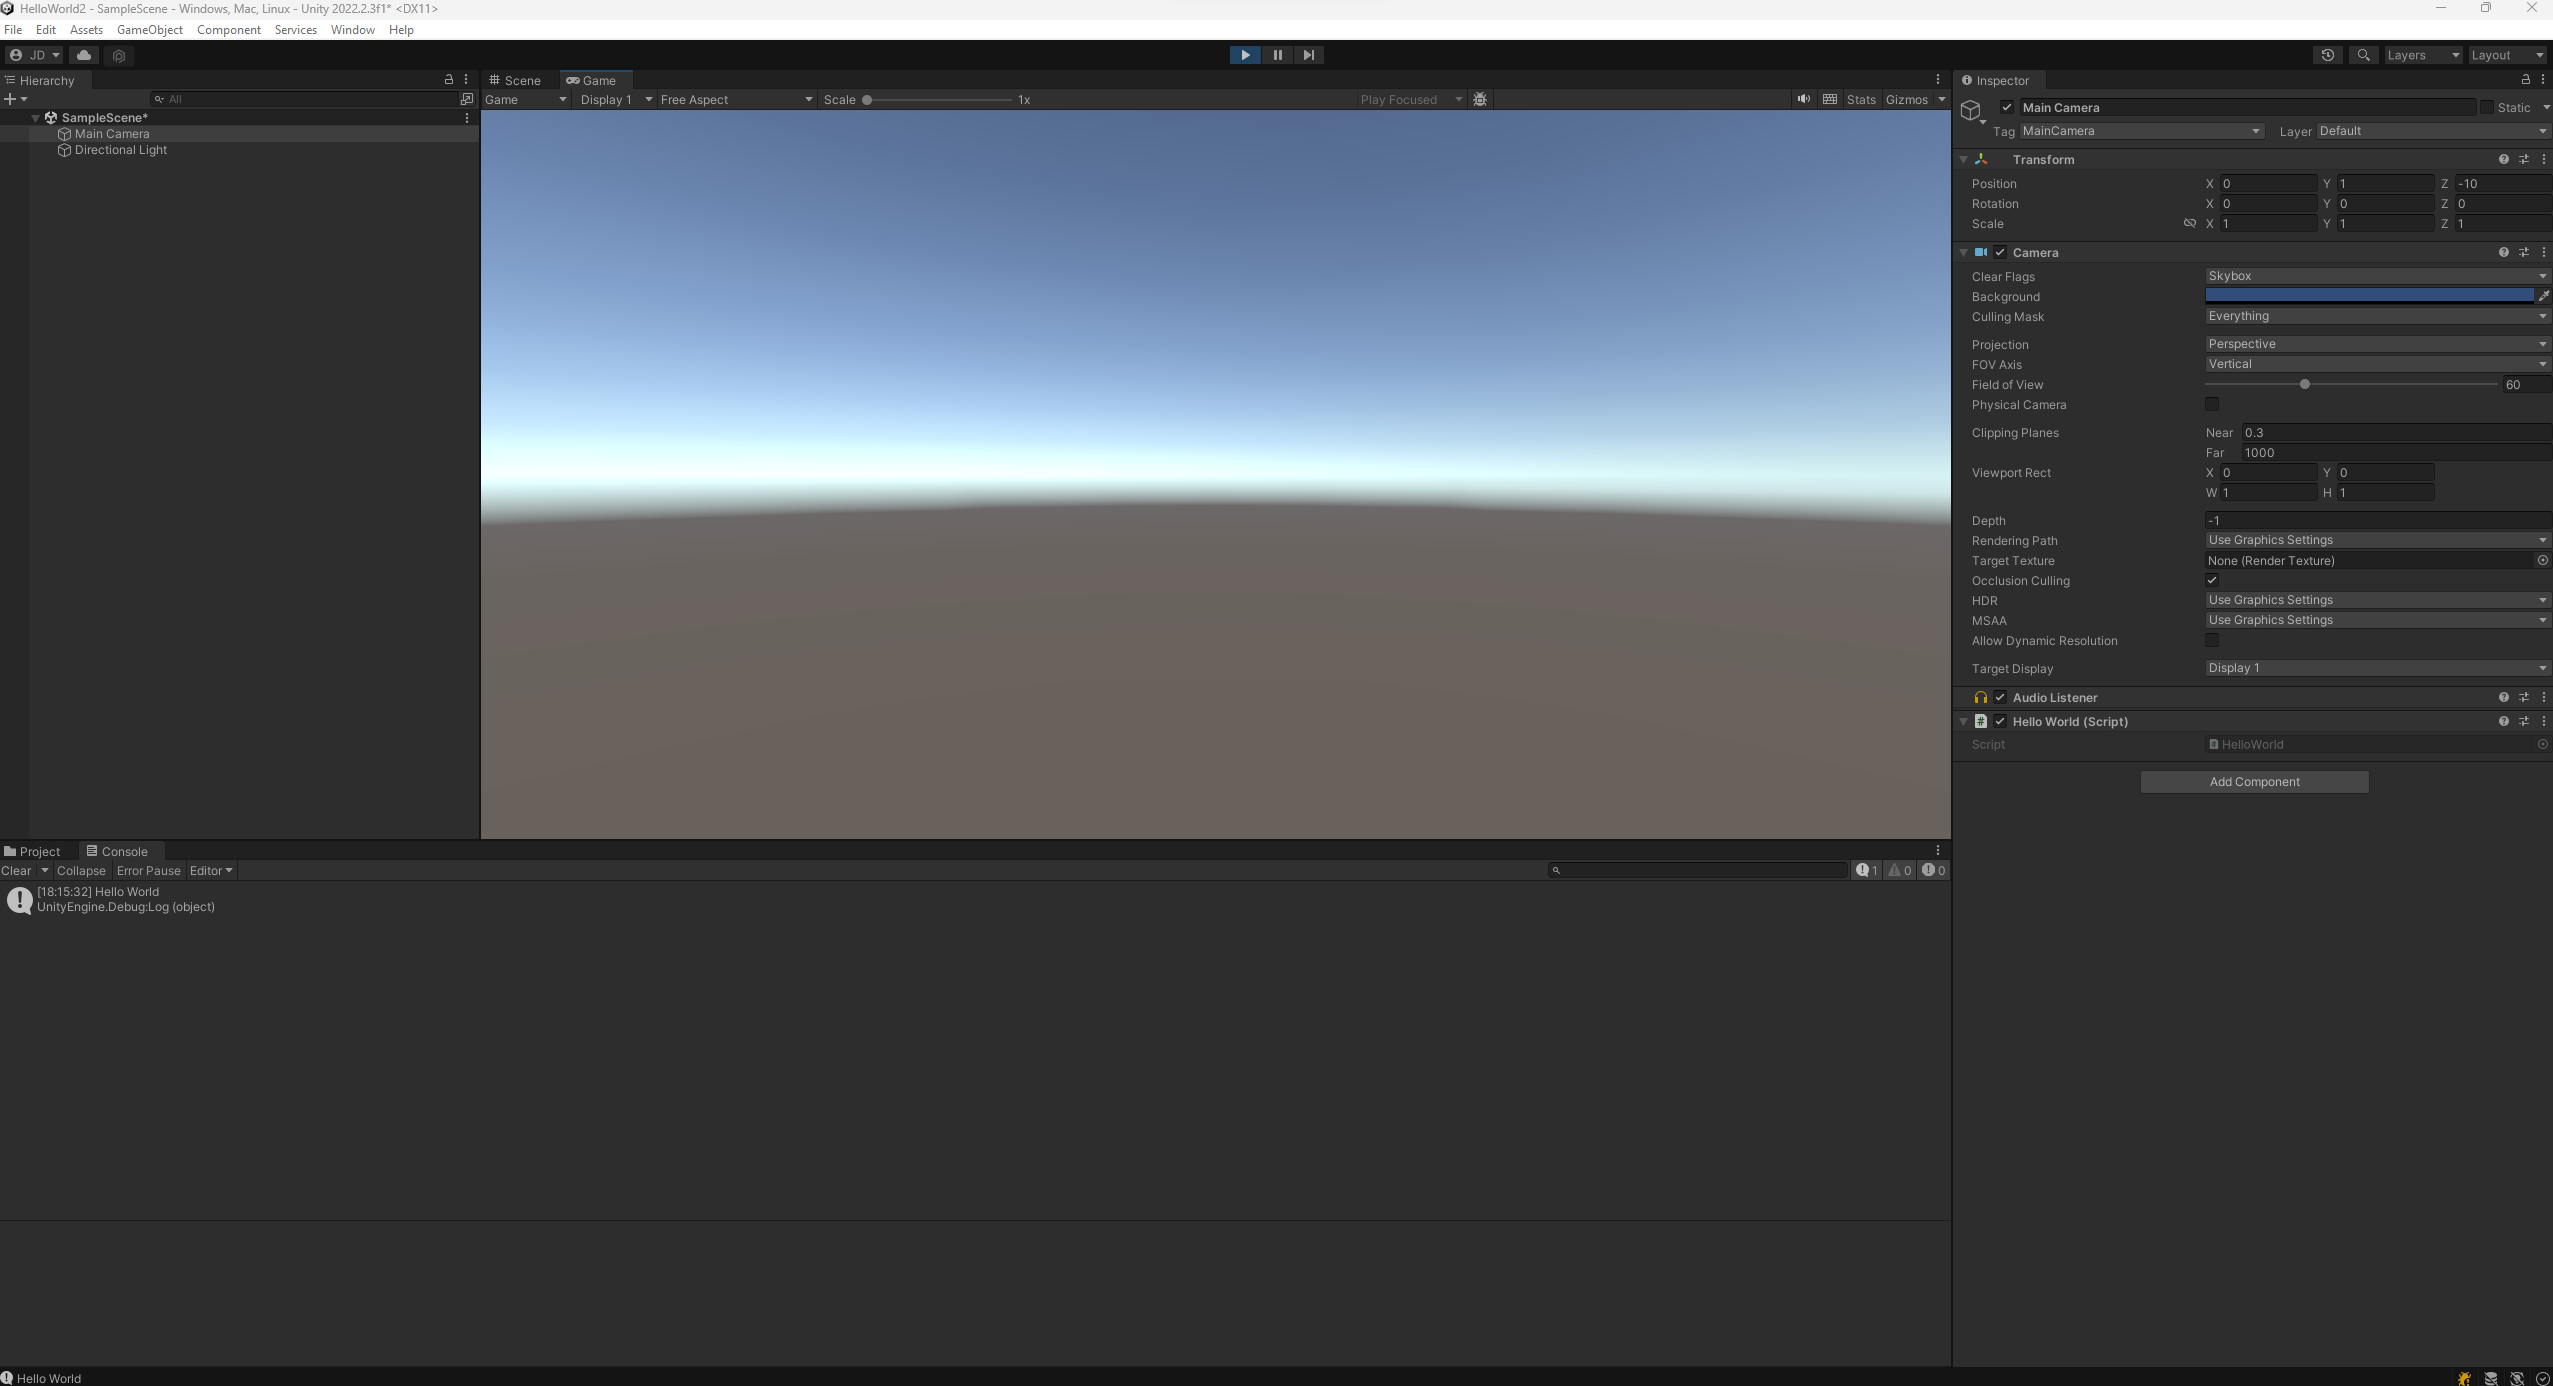 HelloWorld2 - SampleScene - Windows, Mac, Linux - Unity 2022.2.3f1* <DX11>
File Edit Assets GameObject Component Services Window Help
JD
Layers Layout
Hierarchy
All
SampleScene*
Main Camera
Directional Light
Scene Game
Game Display 1 Free Aspect Scale 1x Play Focused Stats Gizmos
Inspector
Main Camera Static
Tag MainCamera Layer Default
Transform
Position X 0 Y 1 Z -10
Rotation X 0 Y 0 Z 0
Scale X 1 Y 1 Z 1
Camera
Clear Flags Skybox
Background
Culling Mask Everything
Projection Perspective
FOV Axis Vertical
Field of View 60
Physical Camera
Clipping Planes Near 0.3
Far 1000
Viewport Rect X 0 Y 0
W 1 H 1
Depth -1
Rendering Path Use Graphics Settings
Target Texture None (Render Texture)
Occlusion Culling
HDR Use Graphics Settings
MSAA Use Graphics Settings
Allow Dynamic Resolution
Target Display Display 1
Audio Listener
# Hello World (Script)
Script HelloWorld
Add Component
Project Console
Clear Collapse Error Pause Editor 1 0 0
[18:15:32] Hello World
UnityEngine.Debug:Log (object)
Hello World